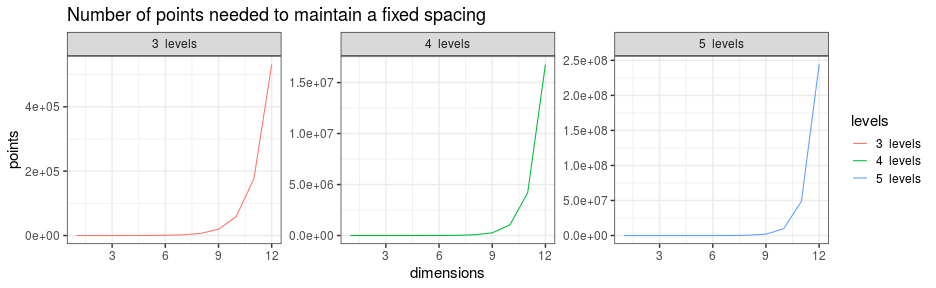 Number of points needed to maintain a fixed spacing
3 levels
4 levels
5 levels
points
4e+05
2e+05
0e+00
1.5e+07
1.0e+07
5.0e+06
0.0e+00
2.5e+08
2.0e+08
1.5e+08
1.0e+08
5.0e+07
0.0e+00
3 6 9 12
3 6 9 12
3 6 9 12
dimensions
levels
3 levels
4 levels
5 levels